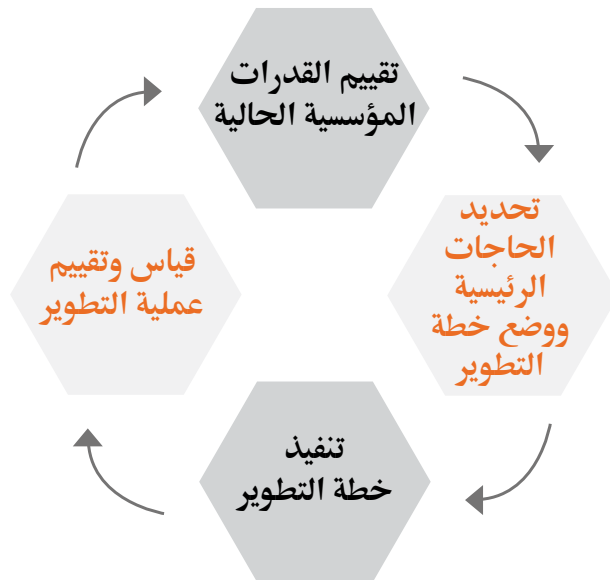 تقييم القدرات
المؤسسية الحالية
تحديد
الحاجات
الرئيسية
ووضع خطة
التطوير
تنفيذ
خطة التطوير
قياس وتقييم
عملية التطوير